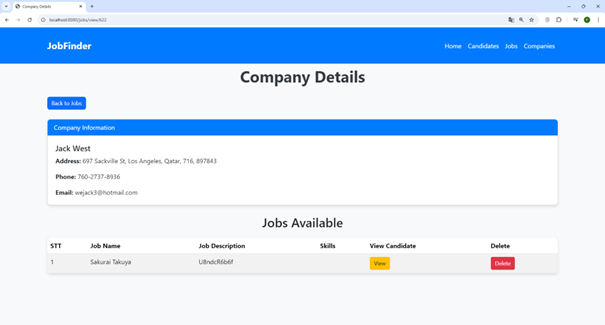 Company Details
localhost:8080/jobs/view/622
JobFinder
Home Candidates Jobs Companies
Company Details
Back to Jobs
Company Information
Jack West
Address: 697 Sackville St, Los Angeles, Qatar, 716, 897843
Phone: 760-2737-8936
Email: wejack3@hotmail.com
Jobs Available
STT Job Name Job Description Skills View Candidate Delete
1 Sakurai Takuya U8ndcR6b6f View Delete